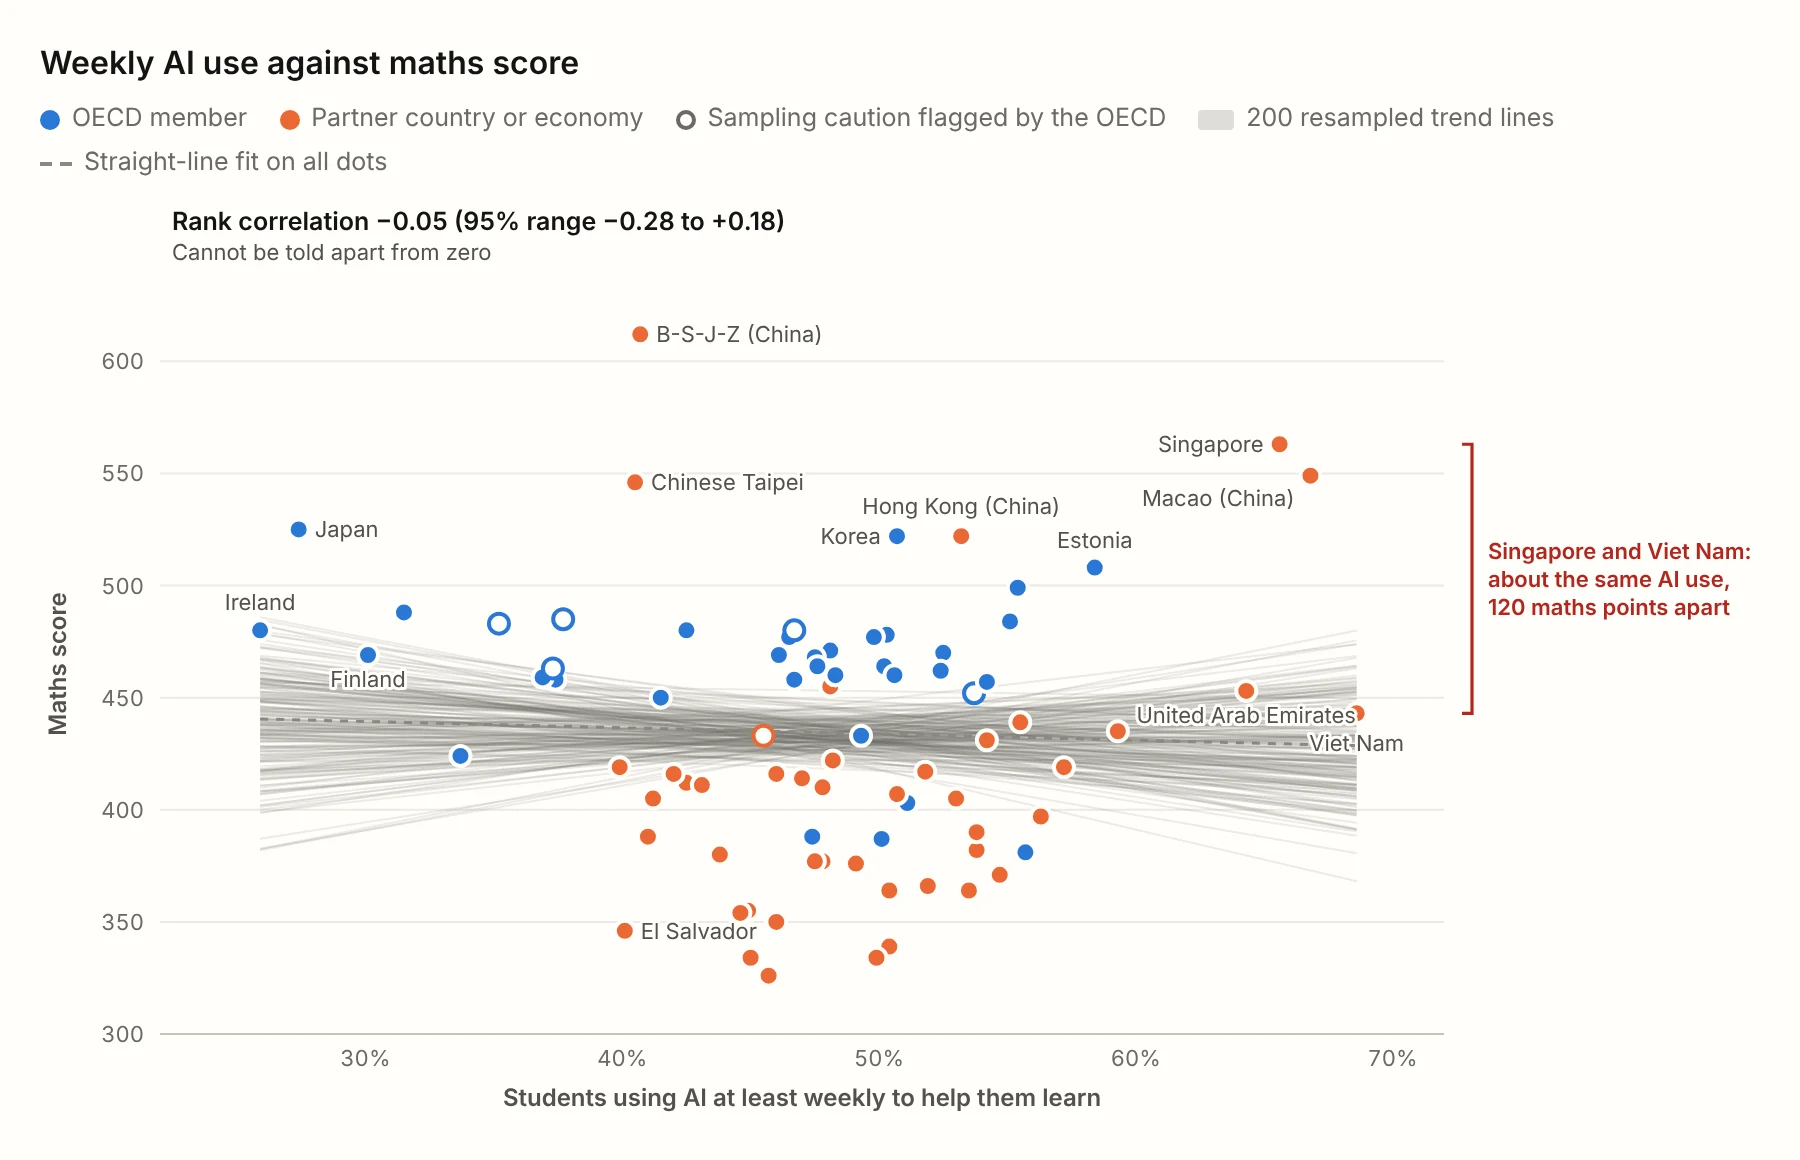 Weekly AI use against maths score
OECD member
Partner country or economy
Sampling caution flagged by the OECD
200 resampled trend lines
Straight-line fit on all dots
Rank correlation −0.05 (95% range −0.28 to +0.18)
Cannot be told apart from zero
B-S-J-Z (China)
600
Singapore
550
Chinese Taipei
Macao (China)
Hong Kong (China)
Japan
Korea
Estonia
Singapore and Viet Nam:
about the same AI use,
120 maths points apart
500
Ireland
Maths score
Finland
450
United Arab Emirates
Viet Nam
400
350
El Salvador
300
30%
40%
50%
60%
70%
Students using AI at least weekly to help them learn